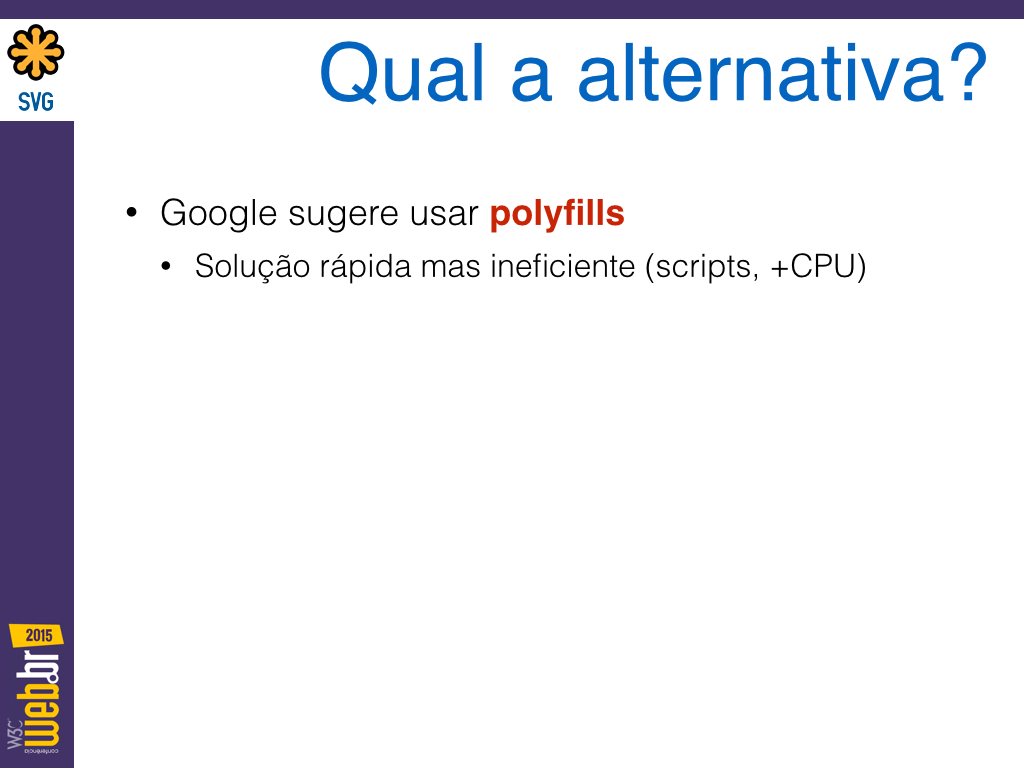 SVG
Qual a alternativa?
• Google sugere usar polyfills
• Solução rápida mas ineficiente (scripts, +CPU)
2015
W3C
conferência
web.br